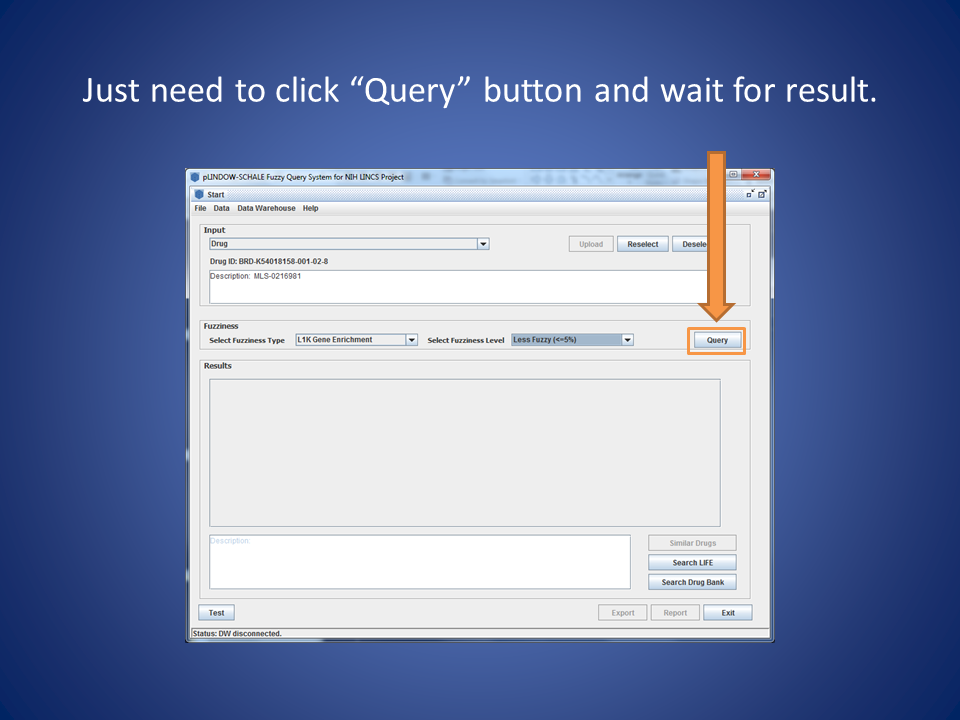 Just need to click “Query” button and wait for result.
pLINDOW-SCHALE Fuzzy Query System for NIH LINCS Project
Start
File Data Data Warehouse Help
Input
Drug
Upload Reselect Desele
Drug ID: BRD-K54018158-001-02-8
Description: MLS-0216981
Fuzziness
Select Fuzziness Type L1K Gene Enrichment Select Fuzziness Level Less Fuzzy (<=5%) Query
Results
Description:
Similar Drugs
Search LIFE
Search Drug Bank
Test Export Report Exit
Status: DW disconnected.